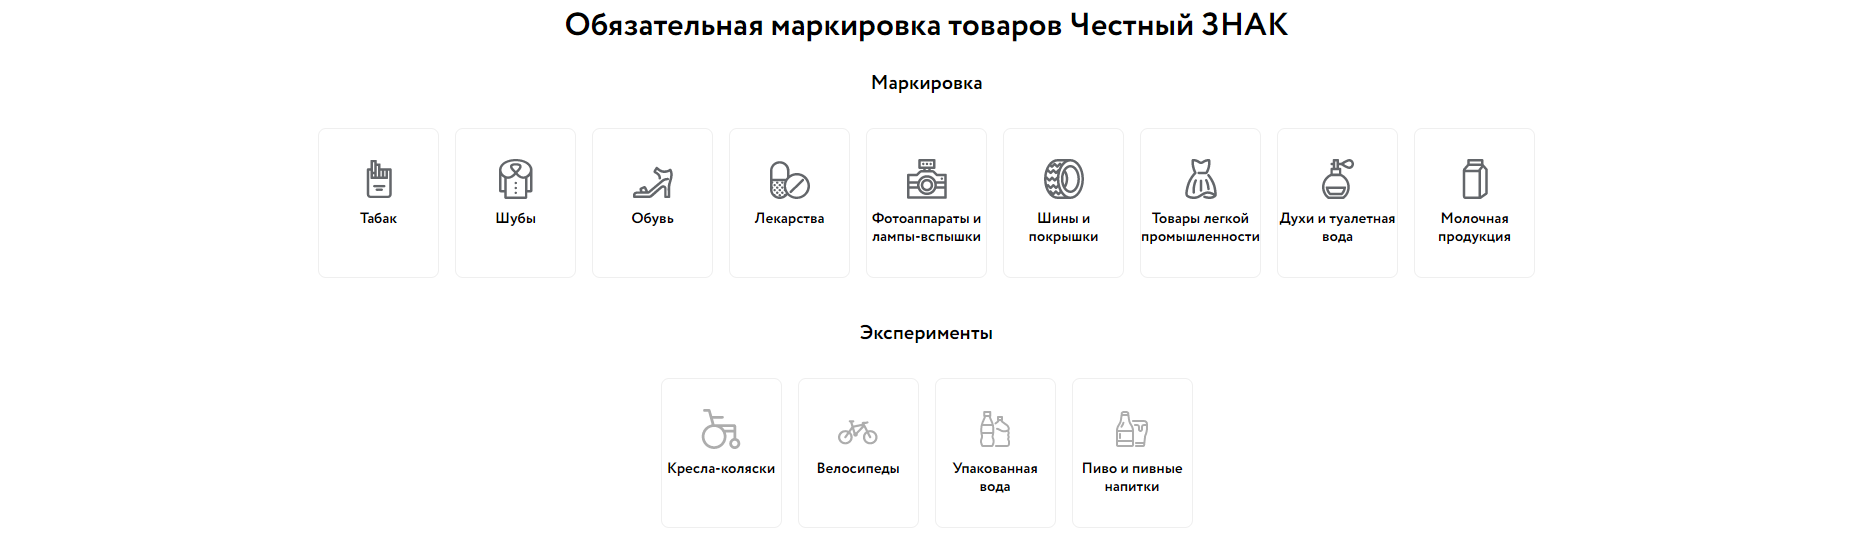 Обязательная маркировка товаров Честный ЗНАК
Маркировка
Табак
Шубы
Обувь
Лекарства
Фотоаппараты и
лампы-вспышки
Шины и
покрышки
Товары легкой
промышленности
Духи и туалетная
вода
Молочная
продукция
Эксперименты
Кресла-коляски
Велосипеды
Упакованная
вода
Пиво и пивные
напитки